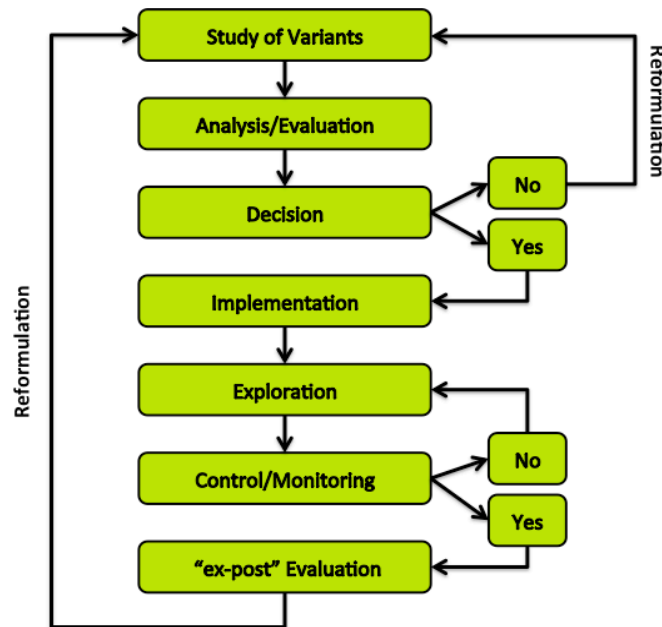 Study of Variants
Analysis/Evaluation
Decision
No
Yes
Reformulation
Implementation
Exploration
Control/Monitoring
No
Yes
“ex-post” Evaluation
Reformulation